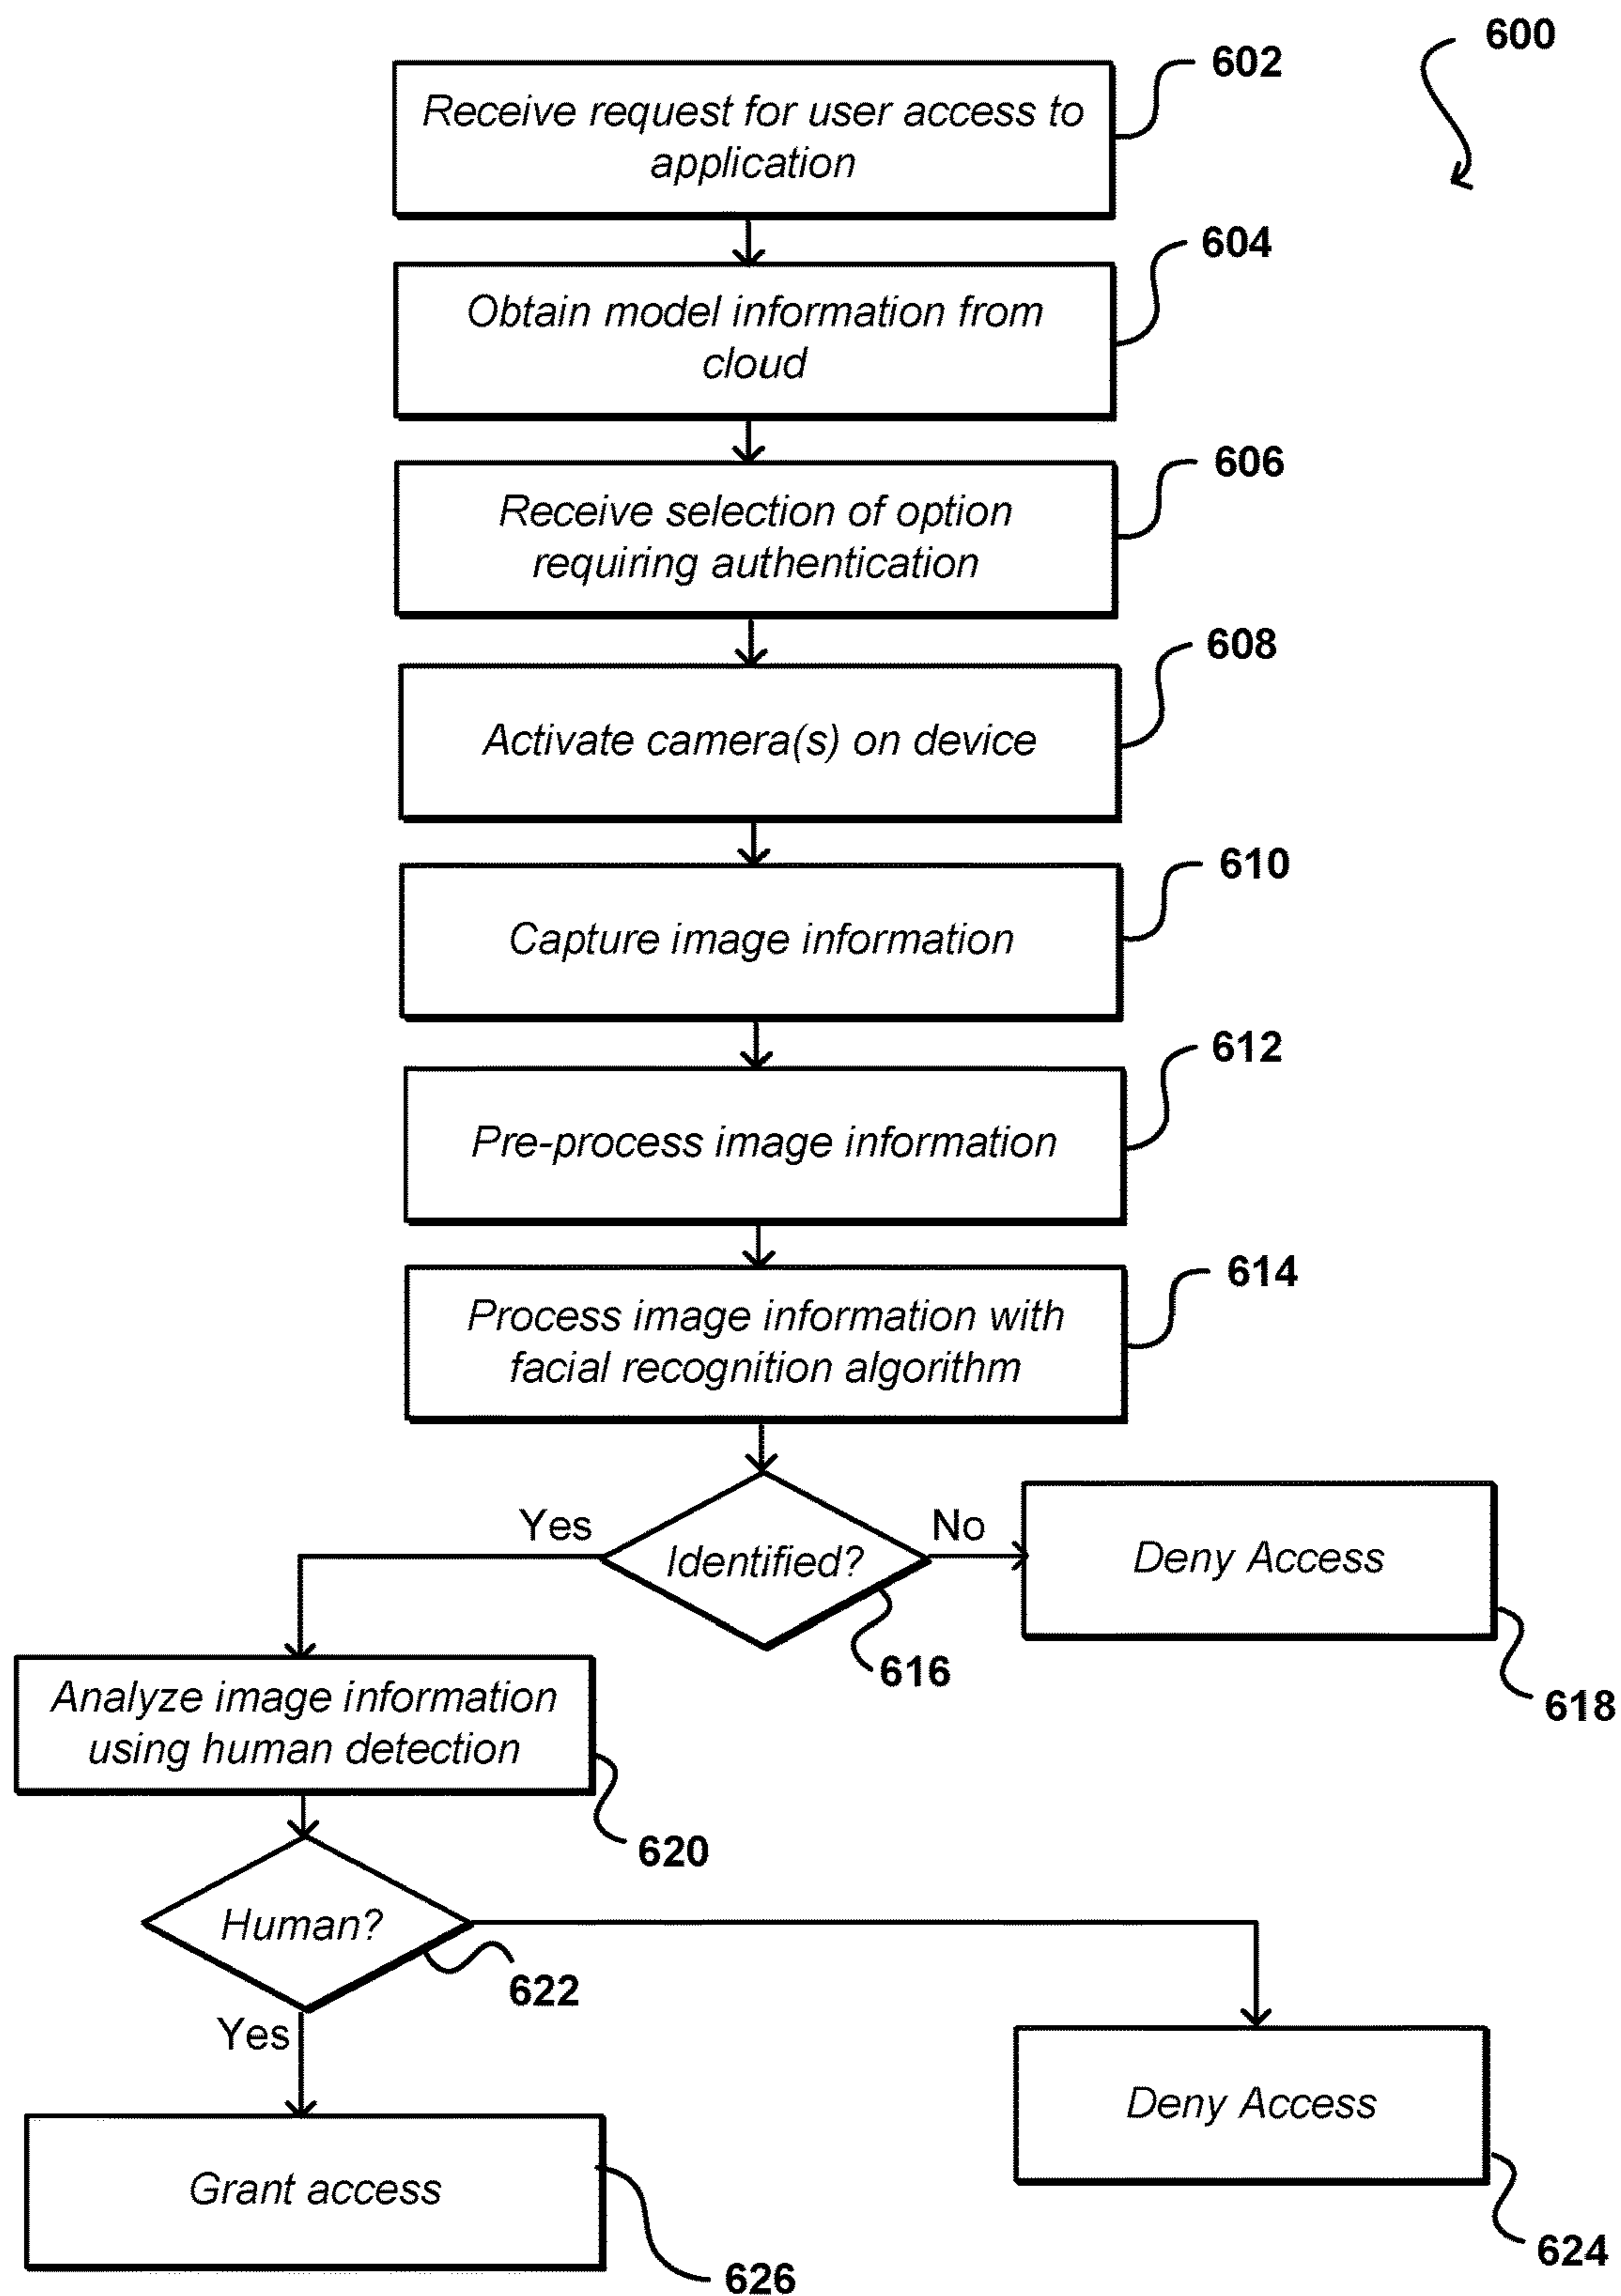 600
602
Receive request for user access to
application
604
Obtain model information from
cloud
606
Receive selection of option
requiring authentication
608
Activate camera(s) on device
610
Capture image information
612
Pre-process image information
614
Process image information with
facial recognition algorithm
Yes
Identified?
No
Deny Access
616
618
Analyze image information
using human detection
620
Human?
622
Yes
Deny Access
624
Grant access
626